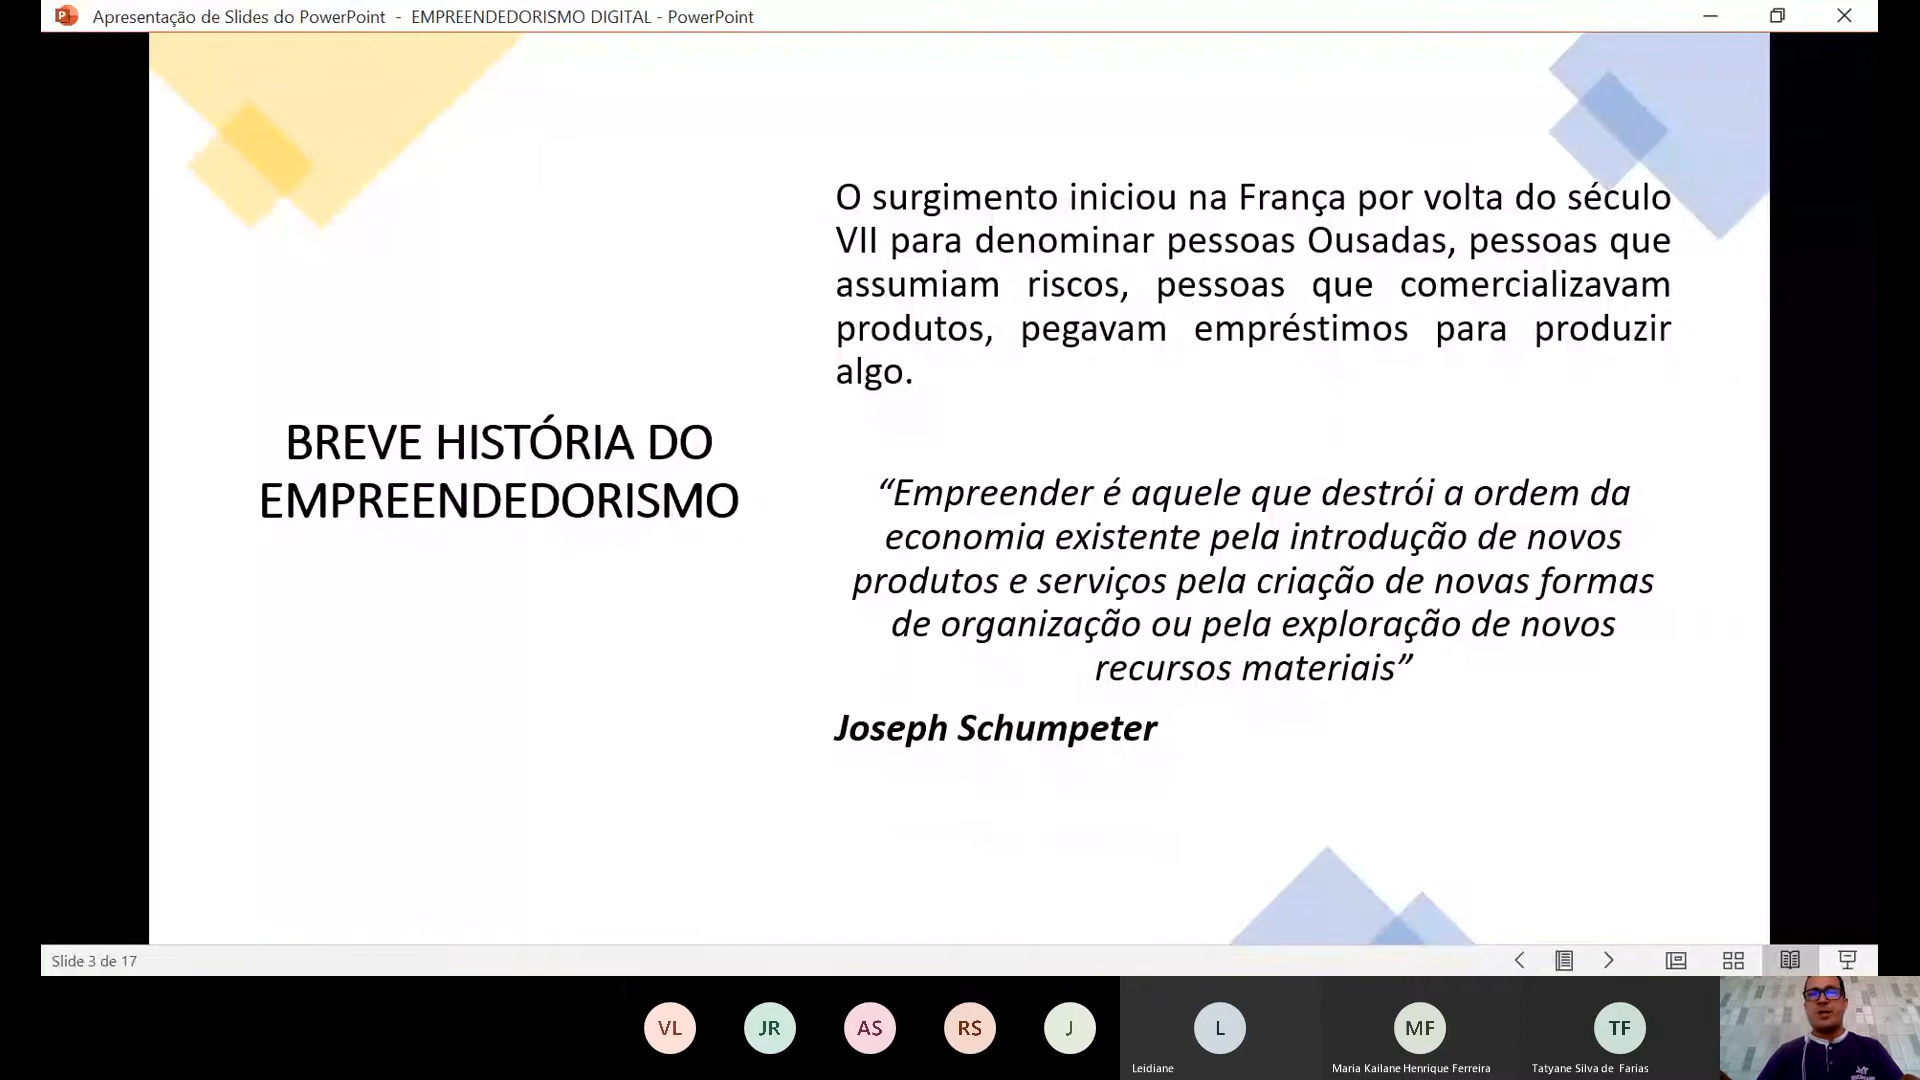 Apresentação de Slides do PowerPoint - EMPREENDEDORISMO DIGITAL - PowerPoint
BREVE HISTÓRIA DO
EMPREENDEDORISMO
O surgimento iniciou na França por volta do século
VII para denominar pessoas Ousadas, pessoas que
assumiam riscos, pessoas que comercializavam
produtos, pegavam empréstimos para produzir
algo.
“Empreender é aquele que destrói a ordem da
economia existente pela introdução de novos
produtos e serviços pela criação de novas formas
de organização ou pela exploração de novos
recursos materiais”
Joseph Schumpeter
Slide 3 de 17
VL
JR
AS
RS
J
L
MF
TF
Leidiane
Maria Kailane Henrique Ferreira
Tatyane Silva de Farias